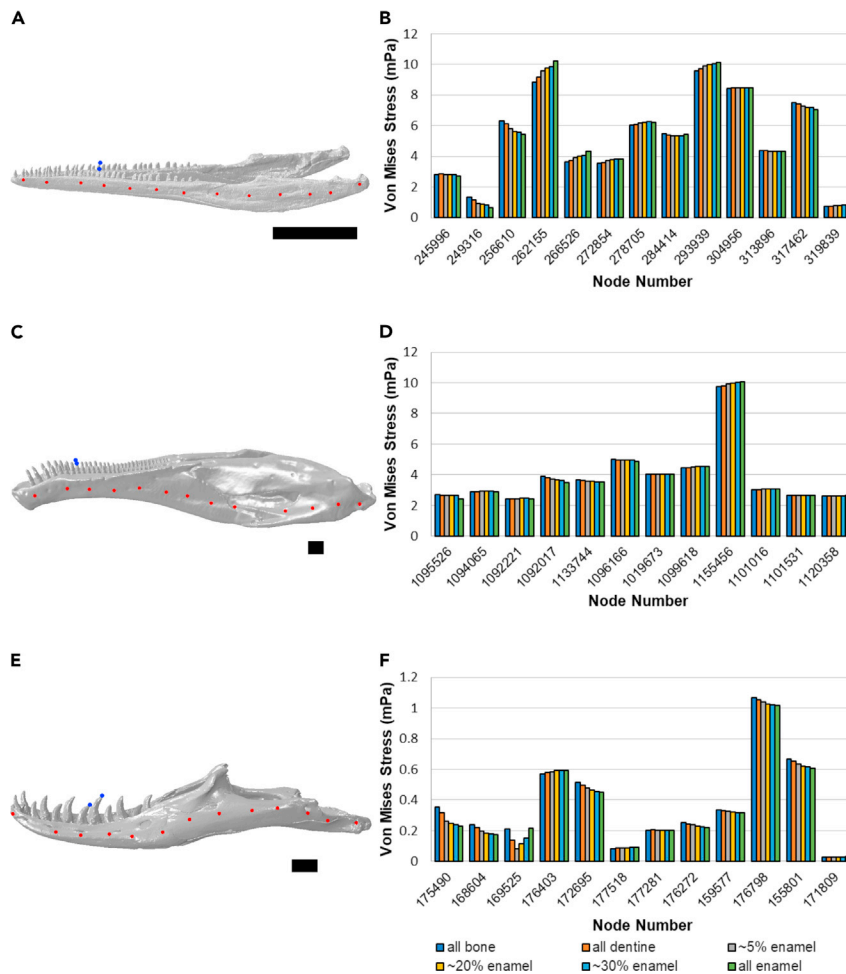 A
B
Von Mises Stress (mPa)
12
10
8
6
4
2
0
245996 249316 256610 262155 266526 272854 278705 284414 293939 304956 313896 317462 319839
Node Number
C
D
Von Mises Stress (mPa)
12
10
8
6
4
2
0
1095526 1094065 1092221 1092017 1133744 1096166 1019673 1099618 1155456 1101016 1101531 1120358
Node Number
E
F
Von Mises Stress (mPa)
1.2
1
0.8
0.6
0.4
0.2
0
175490 168604 169525 176403 172695 177518 177281 176272 159577 176798 155801 171809
Node Number
all bone all dentine ~5% enamel
~20% enamel ~30% enamel all enamel